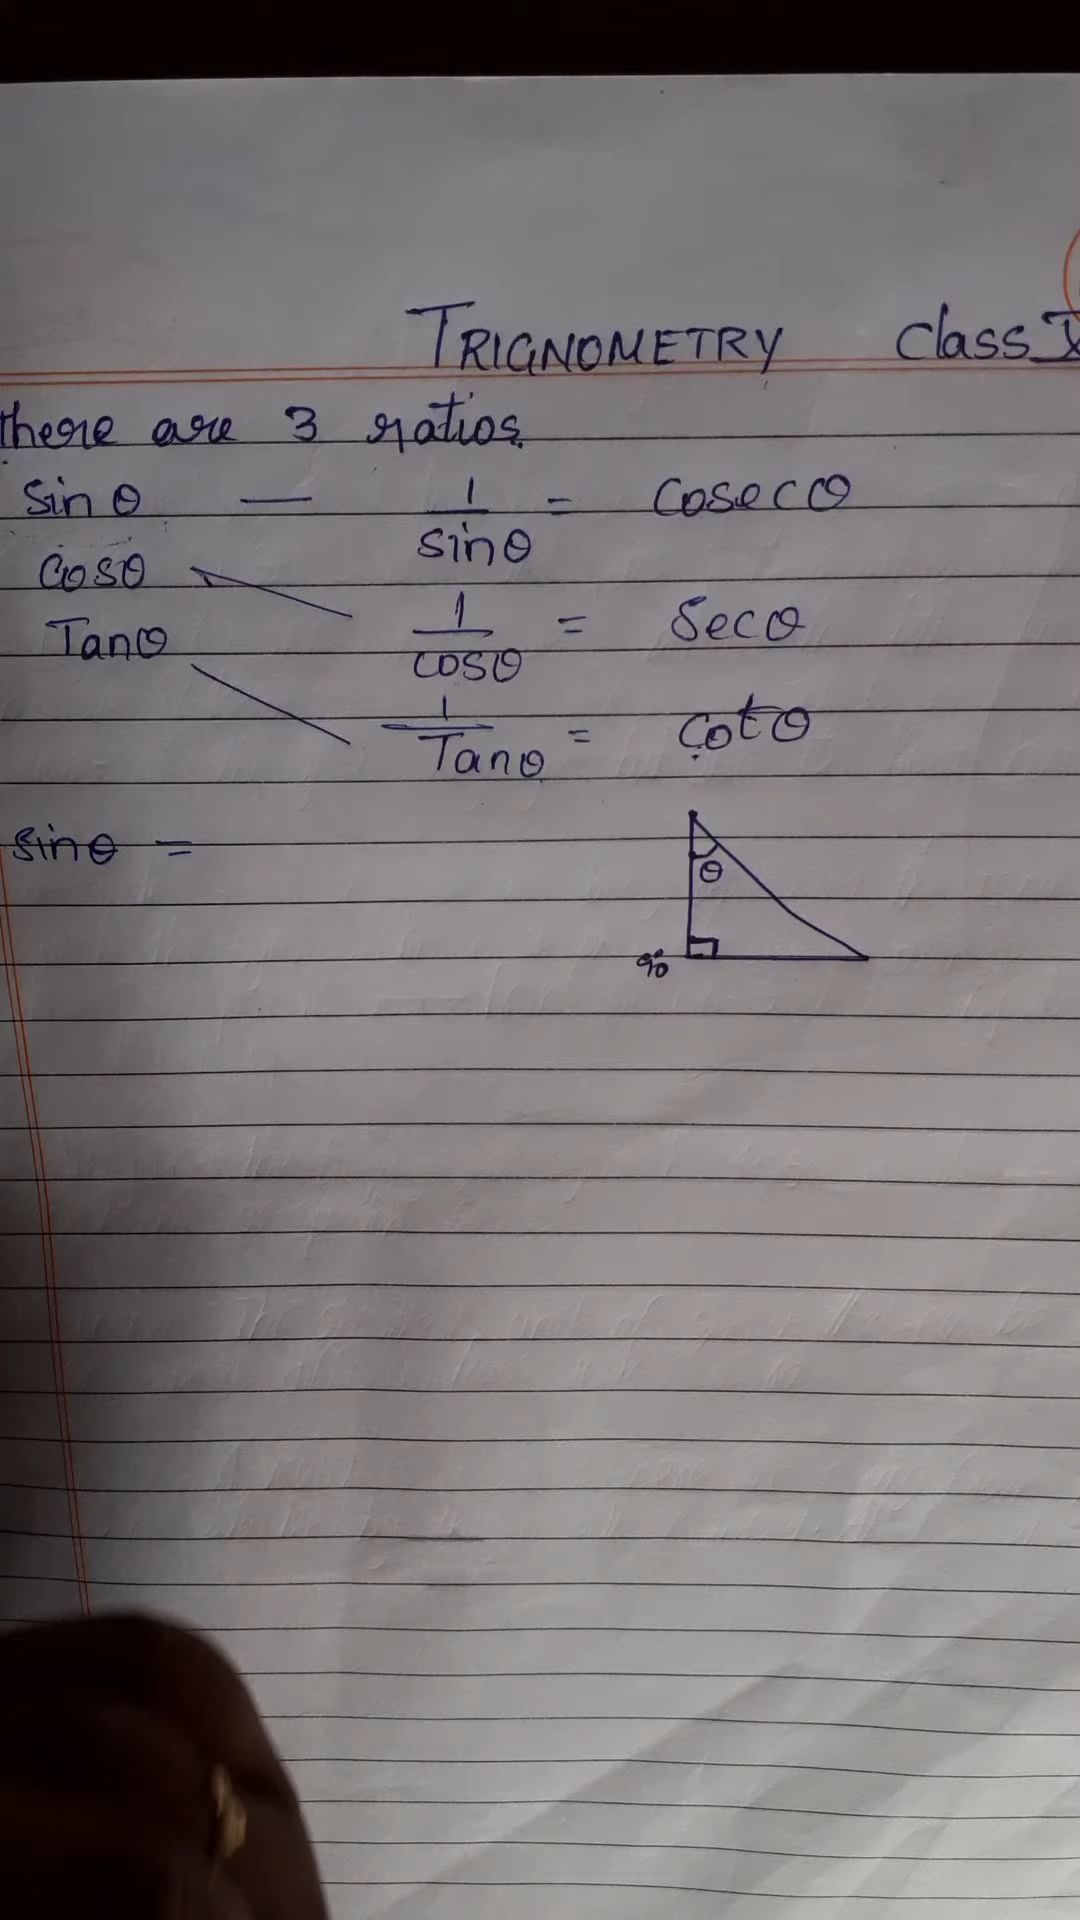 TRIGNOMETRY Class X
there are 3 ratios.
Sin θ — 1/sinθ = Cosecθ
Cosθ 1/cosθ = Secθ
Tanθ 1/Tanθ = Cotθ
Sinθ =
θ
90